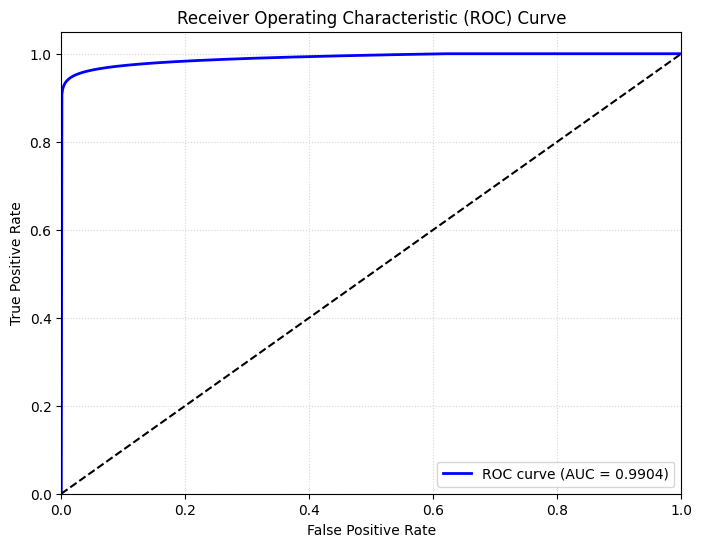 Receiver Operating Characteristic (ROC) Curve
1.0
0.8
0.6
0.4
0.2
0.0
True Positive Rate
ROC curve (AUC = 0.9904)
0.0 0.2 0.4 0.6 0.8 1.0
False Positive Rate